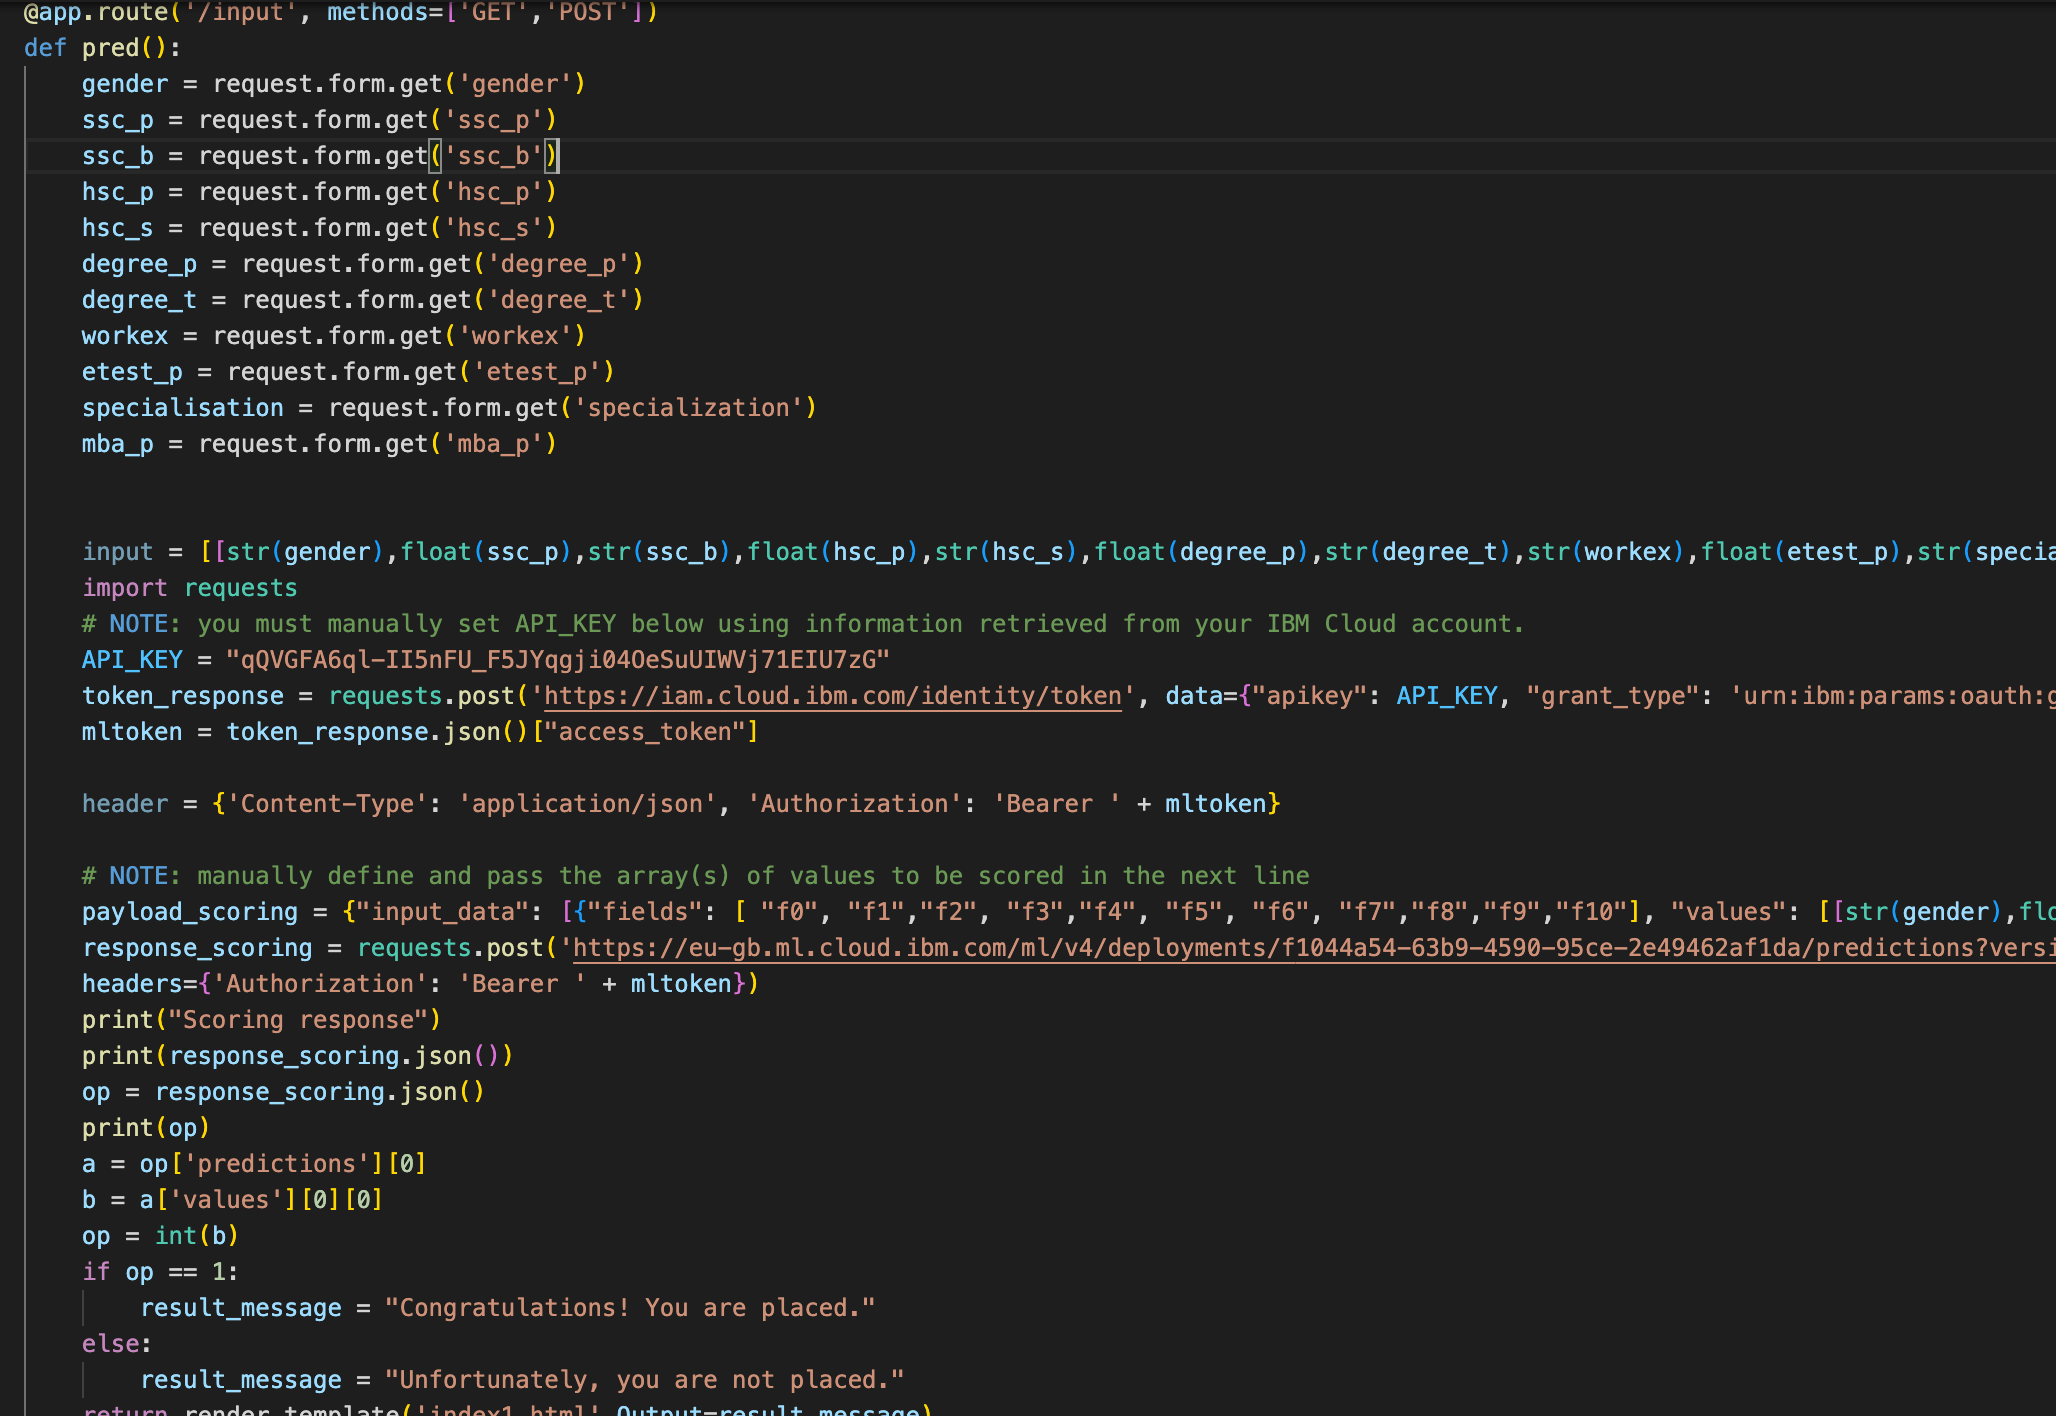 @app.route('/input', methods=['GET','POST'])
def pred():
    gender = request.form.get('gender')
    ssc_p = request.form.get('ssc_p')
    ssc_b = request.form.get('ssc_b')
    hsc_p = request.form.get('hsc_p')
    hsc_s = request.form.get('hsc_s')
    degree_p = request.form.get('degree_p')
    degree_t = request.form.get('degree_t')
    workex = request.form.get('workex')
    etest_p = request.form.get('etest_p')
    specialisation = request.form.get('specialization')
    mba_p = request.form.get('mba_p')
    input = [[str(gender),float(ssc_p),str(ssc_b),float(hsc_p),str(hsc_s),float(degree_p),str(degree_t),str(workex),float(etest_p),str(specia
    import requests
    # NOTE: you must manually set API_KEY below using information retrieved from your IBM Cloud account.
    API_KEY = "qQVGFA6ql-II5nFU_F5JYqgji04OeSuUIWVj71EIU7zG"
    token_response = requests.post('https://iam.cloud.ibm.com/identity/token', data={"apikey": API_KEY, "grant_type": 'urn:ibm:params:oauth:g
    mltoken = token_response.json()["access_token"]
    header = {'Content-Type': 'application/json', 'Authorization': 'Bearer ' + mltoken}
    # NOTE: manually define and pass the array(s) of values to be scored in the next line
    payload_scoring = {"input_data": [{"fields": [ "f0", "f1","f2", "f3","f4", "f5", "f6", "f7","f8","f9","f10"], "values": [[str(gender),flo
    response_scoring = requests.post('https://eu-gb.ml.cloud.ibm.com/ml/v4/deployments/f1044a54-63b9-4590-95ce-2e49462af1da/predictions?versi
    headers={'Authorization': 'Bearer ' + mltoken})
    print("Scoring response")
    print(response_scoring.json())
    op = response_scoring.json()
    print(op)
    a = op['predictions'][0]
    b = a['values'][0][0]
    op = int(b)
    if op == 1:
        result_message = "Congratulations! You are placed."
    else:
        result_message = "Unfortunately, you are not placed."
    return render_template('index1.html',Output=result_message)